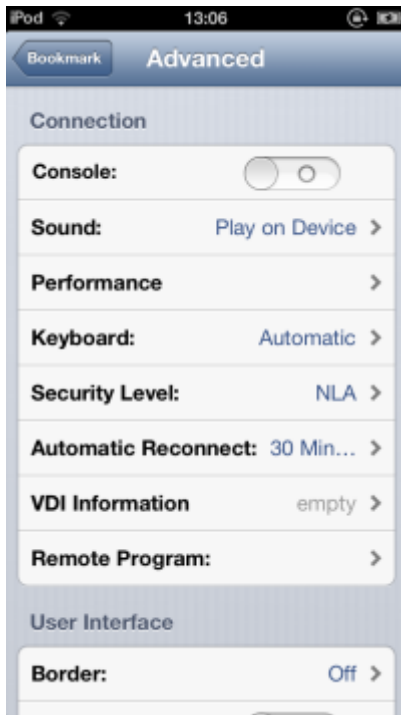 iPod 13:06
Bookmark Advanced
Connection
Console:
Sound: Play on Device
Performance
Keyboard: Automatic
Security Level: NLA
Automatic Reconnect: 30 Min...
VDI Information empty
Remote Program:
User Interface
Border: Off